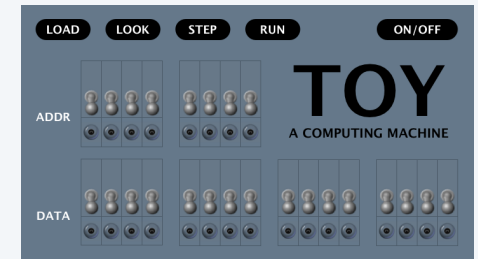 LOAD LOOK STEP RUN ON/OFF
TOY
ADDR
A COMPUTING MACHINE
DATA